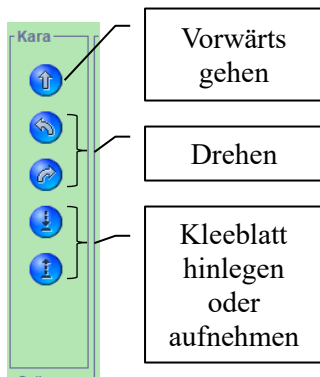 Kara
Vorwärts
gehen
Drehen
Kleeblatt
hinlegen
oder
aufnehmen